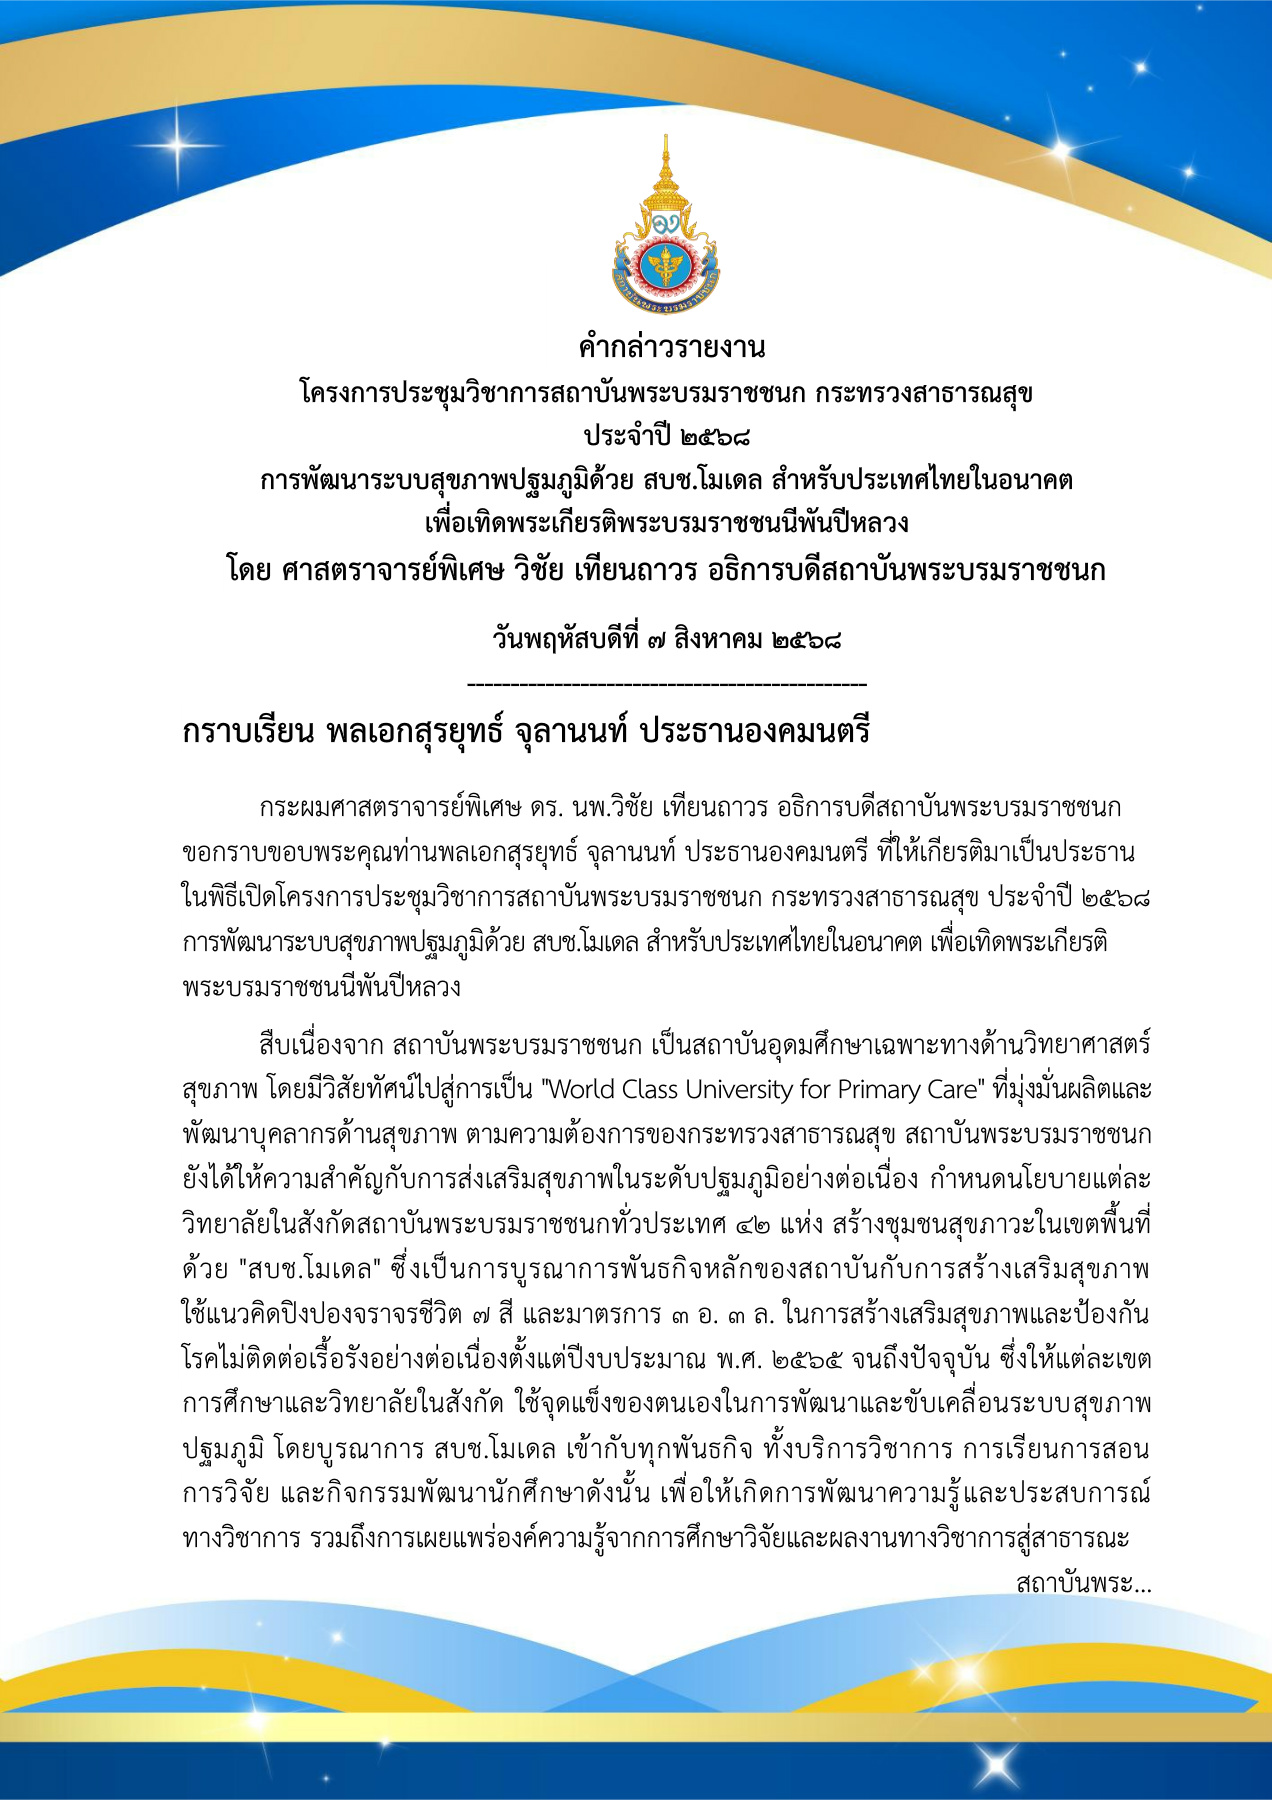 สถาบันพระบรมราชชนก
คำกล่าวรายงาน
โครงการประชุมวิชาการสถาบันพระบรมราชชนก กระทรวงสาธารณสุข
ประจำปี ๒๕๖๘
การพัฒนาระบบสุขภาพปฐมภูมิด้วย สบช.โมเดล สำหรับประเทศไทยในอนาคต
เพื่อเทิดพระเกียรติพระบรมราชชนนีพันปีหลวง
โดย ศาสตราจารย์พิเศษ วิชัย เทียนถาวร อธิการบดีสถาบันพระบรมราชชนก
วันพฤหัสบดีที่ ๗ สิงหาคม ๒๕๖๘
----------------------------------------------
กราบเรียน พลเอกสุรยุทธ์ จุลานนท์ ประธานองคมนตรี
กระผมศาสตราจารย์พิเศษ ดร. นพ.วิชัย เทียนถาวร อธิการบดีสถาบันพระบรมราชชนก
ขอกราบขอบพระคุณท่านพลเอกสุรยุทธ์ จุลานนท์ ประธานองคมนตรี ที่ให้เกียรติมาเป็นประธาน
ในพิธีเปิดโครงการประชุมวิชาการสถาบันพระบรมราชชนก กระทรวงสาธารณสุข ประจำปี ๒๕๖๘
การพัฒนาระบบสุขภาพปฐมภูมิด้วย สบช.โมเดล สำหรับประเทศไทยในอนาคต เพื่อเทิดพระเกียรติ
พระบรมราชชนนีพันปีหลวง
สืบเนื่องจาก สถาบันพระบรมราชชนก เป็นสถาบันอุดมศึกษาเฉพาะทางด้านวิทยาศาสตร์
สุขภาพ โดยมีวิสัยทัศน์ไปสู่การเป็น "World Class University for Primary Care" ที่มุ่งมั่นผลิตและ
พัฒนาบุคลากรด้านสุขภาพ ตามความต้องการของกระทรวงสาธารณสุข สถาบันพระบรมราชชนก
ยังได้ให้ความสำคัญกับการส่งเสริมสุขภาพในระดับปฐมภูมิอย่างต่อเนื่อง กำหนดนโยบายแต่ละ
วิทยาลัยในสังกัดสถาบันพระบรมราชชนกทั่วประเทศ ๔๒ แห่ง สร้างชุมชนสุขภาวะในเขตพื้นที่
ด้วย "สบช.โมเดล" ซึ่งเป็นการบูรณาการพันธกิจหลักของสถาบันกับการสร้างเสริมสุขภาพ
ใช้แนวคิดปิงปองจราจรชีวิต ๗ สี และมาตรการ ๓ อ. ๓ ล. ในการสร้างเสริมสุขภาพและป้องกัน
โรคไม่ติดต่อเรื้อรังอย่างต่อเนื่องตั้งแต่ปีงบประมาณ พ.ศ. ๒๕๖๕ จนถึงปัจจุบัน ซึ่งให้แต่ละเขต
การศึกษาและวิทยาลัยในสังกัด ใช้จุดแข็งของตนเองในการพัฒนาและขับเคลื่อนระบบสุขภาพ
ปฐมภูมิ โดยบูรณาการ สบช.โมเดล เข้ากับทุกพันธกิจ ทั้งบริการวิชาการ การเรียนการสอน
การวิจัย และกิจกรรมพัฒนานักศึกษาดังนั้น เพื่อให้เกิดการพัฒนาความรู้และประสบการณ์
ทางวิชาการ รวมถึงการเผยแพร่องค์ความรู้จากการศึกษาวิจัยและผลงานทางวิชาการสู่สาธารณะ
สถาบันพระ...